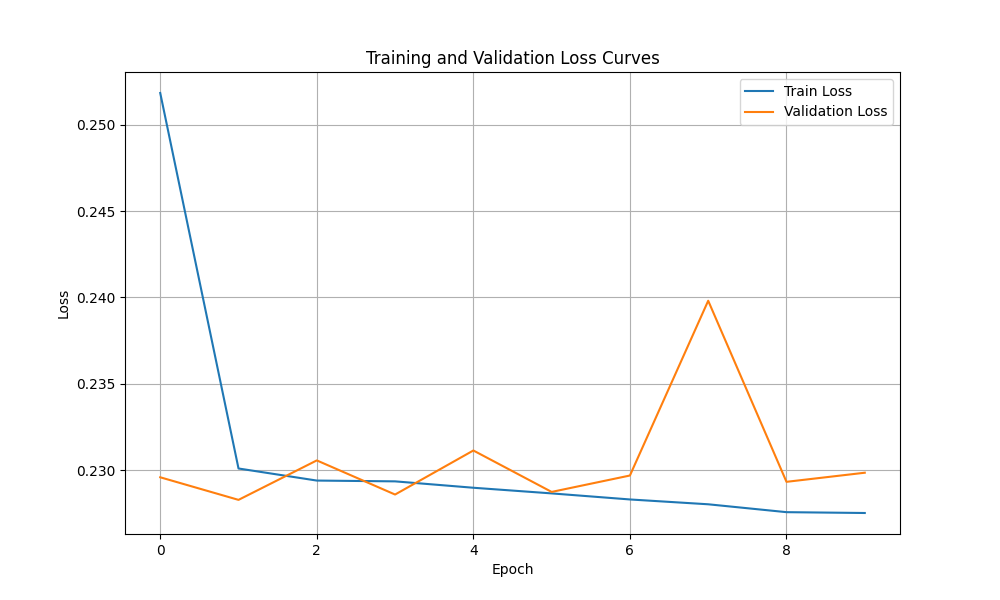 Training and Validation Loss Curves
Train Loss
Validation Loss
0.250
0.245
0.240
0.235
0.230
Loss
0 2 4 6 8
Epoch